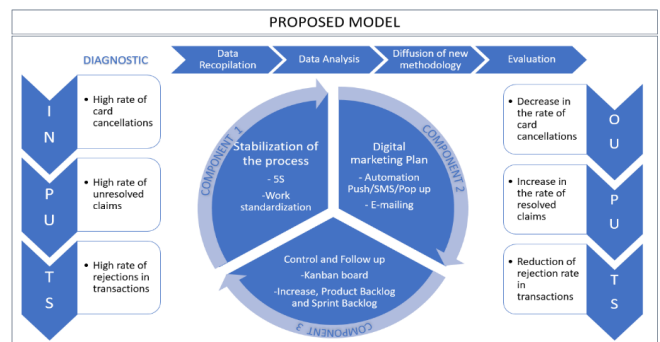 PROPOSED MODEL
DIAGNOSTIC
Data
Recopilation
Data Analysis
Diffusion of new
methodology
Evaluation
I
N
P
U
T
S
• High rate of
card
cancellations
• High rate of
unresolved
claims
• High rate of
rejections in
transactions
COMPONENT 1
Stabilization of
the process
- 5S
-Work
standardization
COMPONENT 2
Digital
marketing Plan
- Automation
Push/SMS/Pop up
- E-mailing
Control and Follow up
-Kanban board
-Increase, Product Backlog
and Sprint Backlog
COMPONENT 3
• Decrease in
the rate of
card
cancellations
• Increase in
the rate of
resolved
claims
• Reduction of
rejection rate
in
transactions
O
U
P
U
T
S